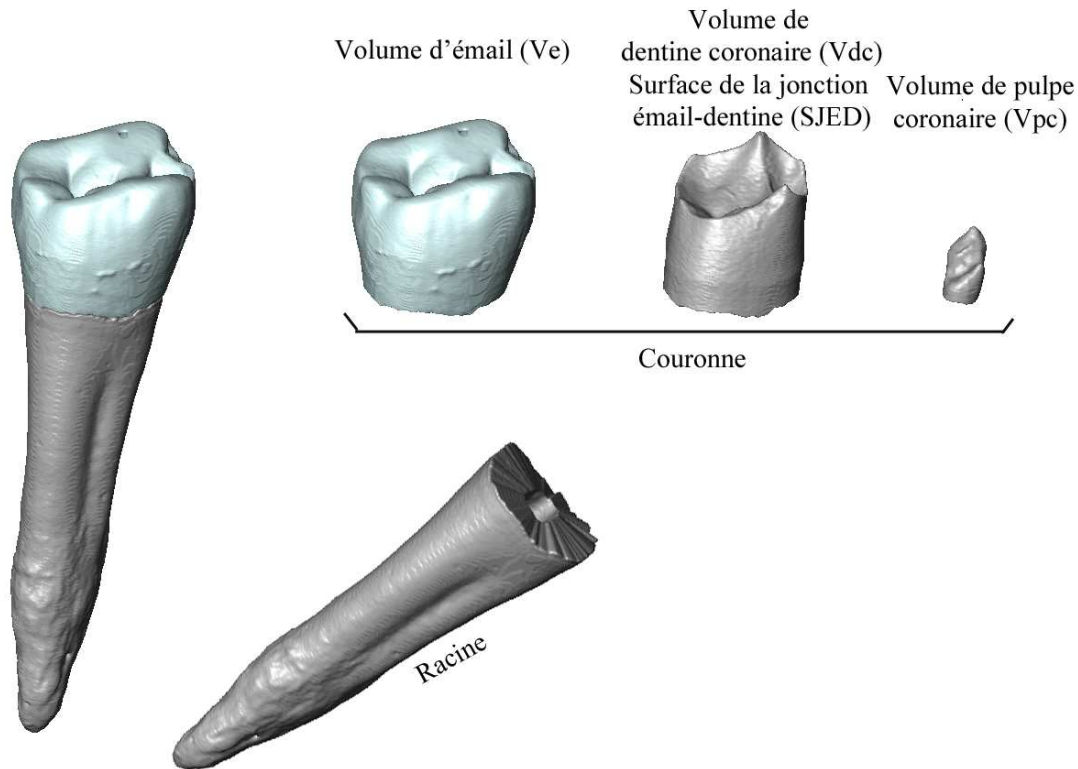 Volume d'émail (Ve)
Volume de
dentine coronaire (Vdc)
Surface de la jonction
émail-dentine (SJED)
Volume de pulpe
coronaire (Vpc)
Couronne
Racine